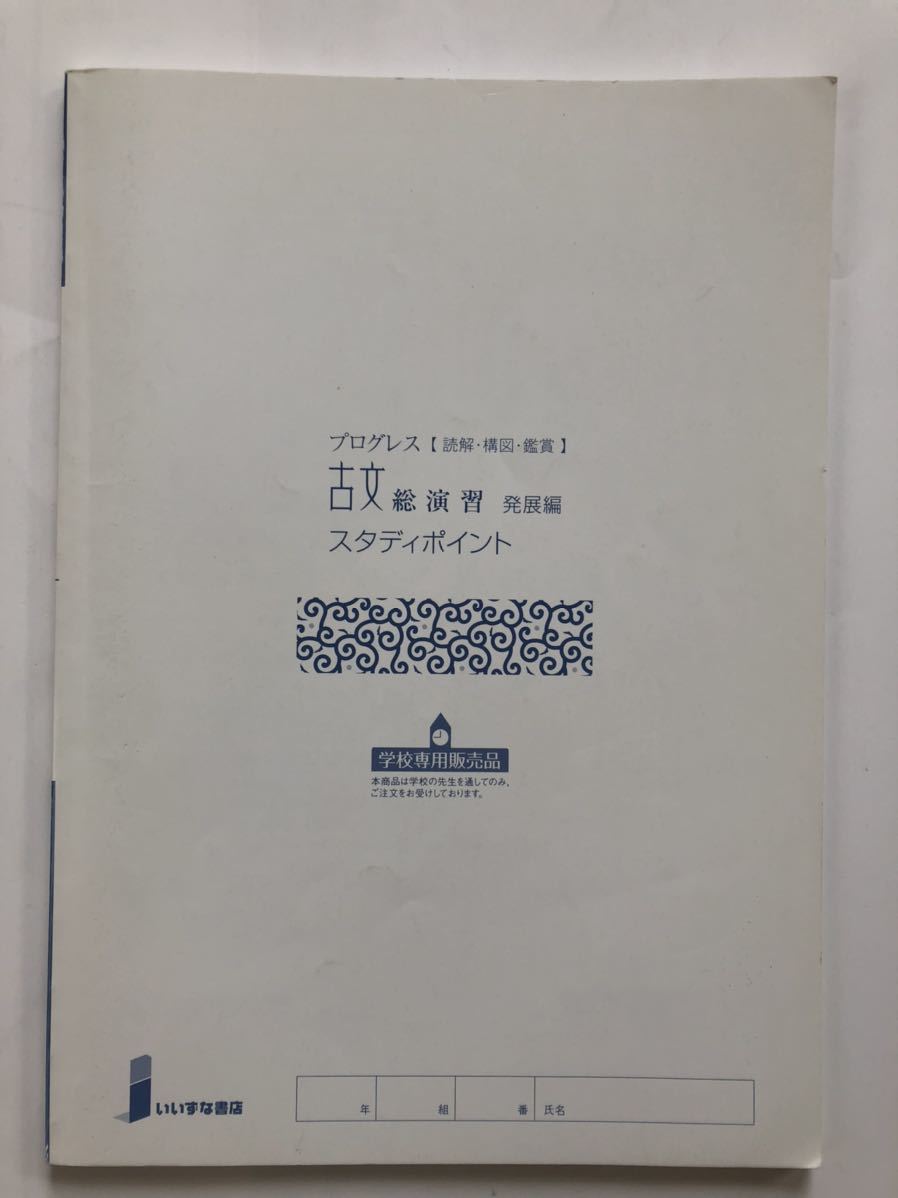 プログレス【読解・構図・鑑賞】
古文総演習 発展編
スタディポイント
学校専用販売品
本商品は学校の先生を通してのみ、
ご注文をお受けしております。
いいずな書店
年 組 番 氏名